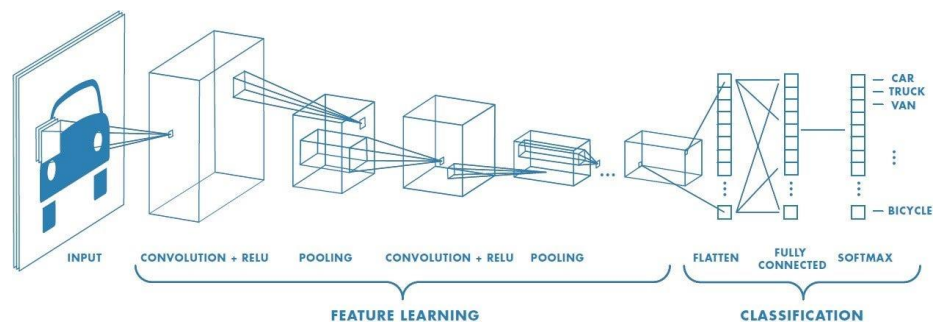 CAR
TRUCK
VAN
BICYCLE
INPUT
CONVOLUTION + RELU
POOLING
CONVOLUTION + RELU
POOLING
FLATTEN
FULLY
CONNECTED
SOFTMAX
FEATURE LEARNING
CLASSIFICATION